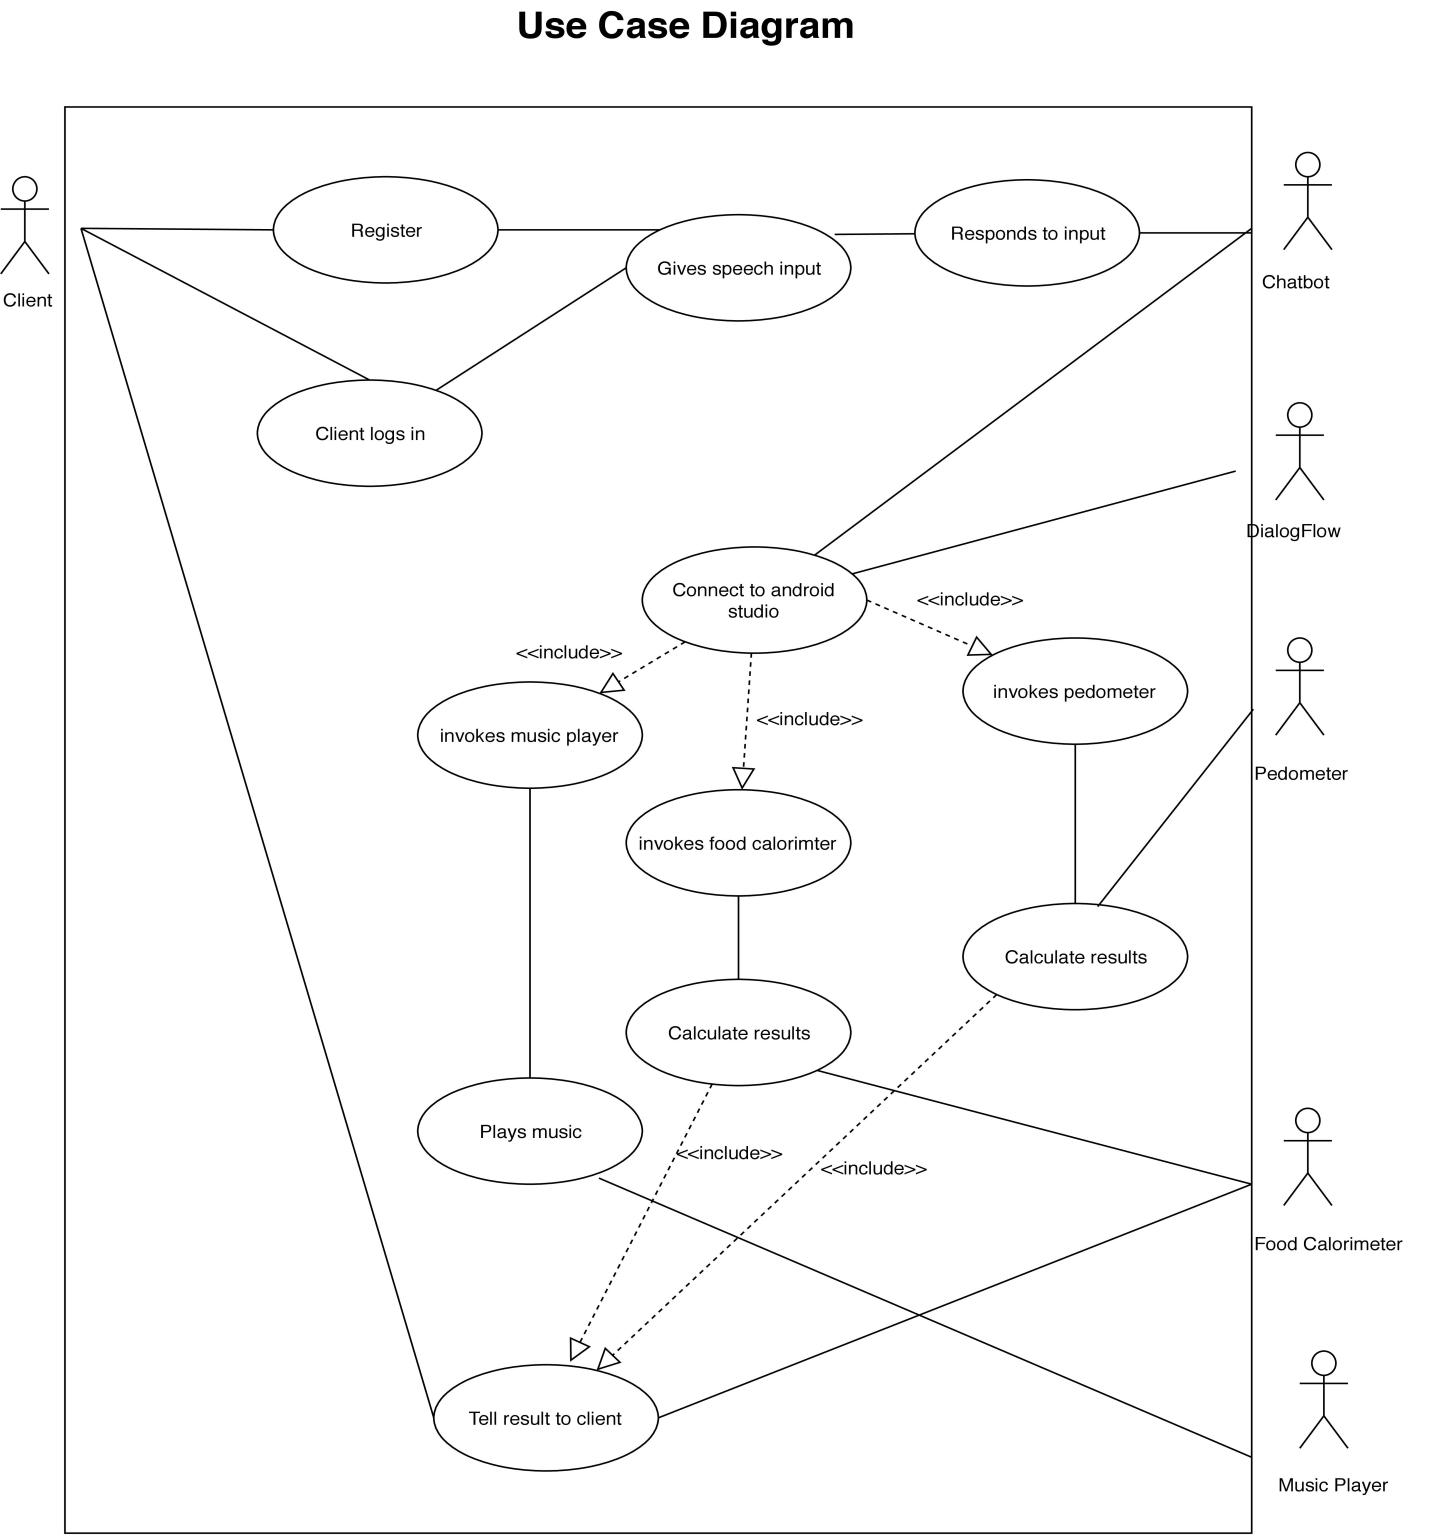 Use Case Diagram
Register
Responds to input
Gives speech input
Chatbot
Client
Client logs in
DialogFlow
Connect to android
studio
<<include>>
<<include>>
invokes pedometer
<<include>>
invokes music player
Pedometer
invokes food calorimter
Calculate results
Calculate results
Plays music
<<include>>
<<include>>
Food Calorimeter
Tell result to client
Music Player